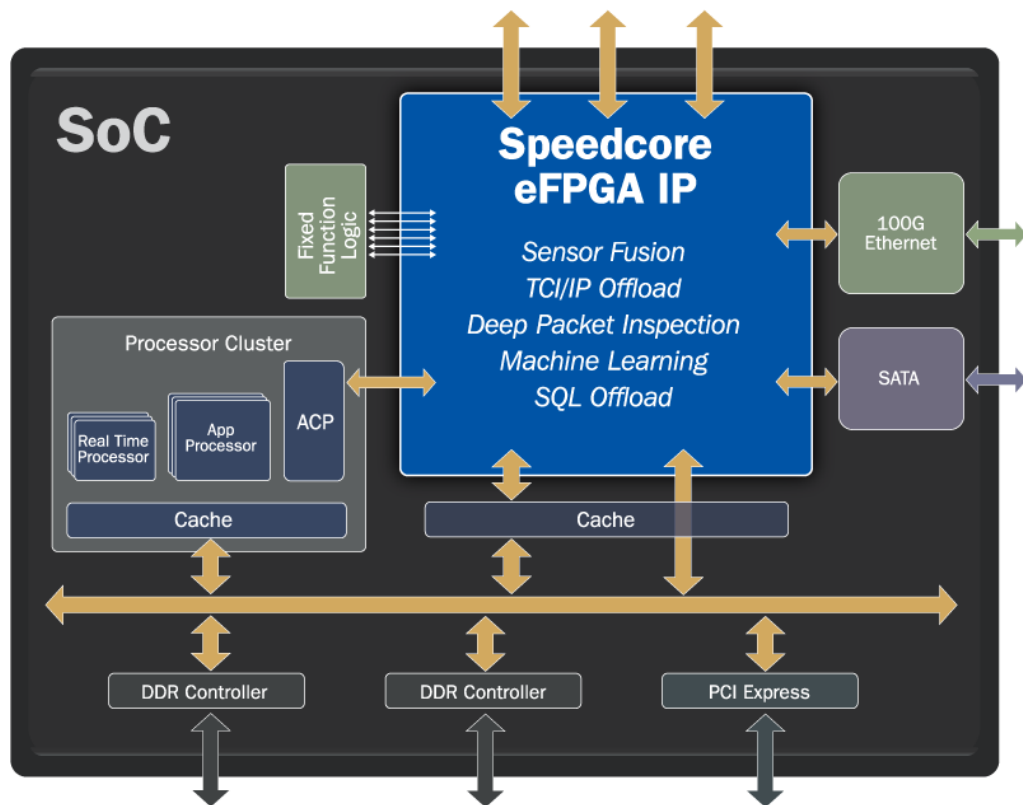 SoC
Speedcore
eFPGA IP
Sensor Fusion
TCI/IP Offload
Deep Packet Inspection
Machine Learning
SQL Offload
Fixed
Function
Logic
100G
Ethernet
SATA
Processor Cluster
Real Time
Processor
App
Processor
ACP
Cache
Cache
DDR Controller
DDR Controller
PCI Express